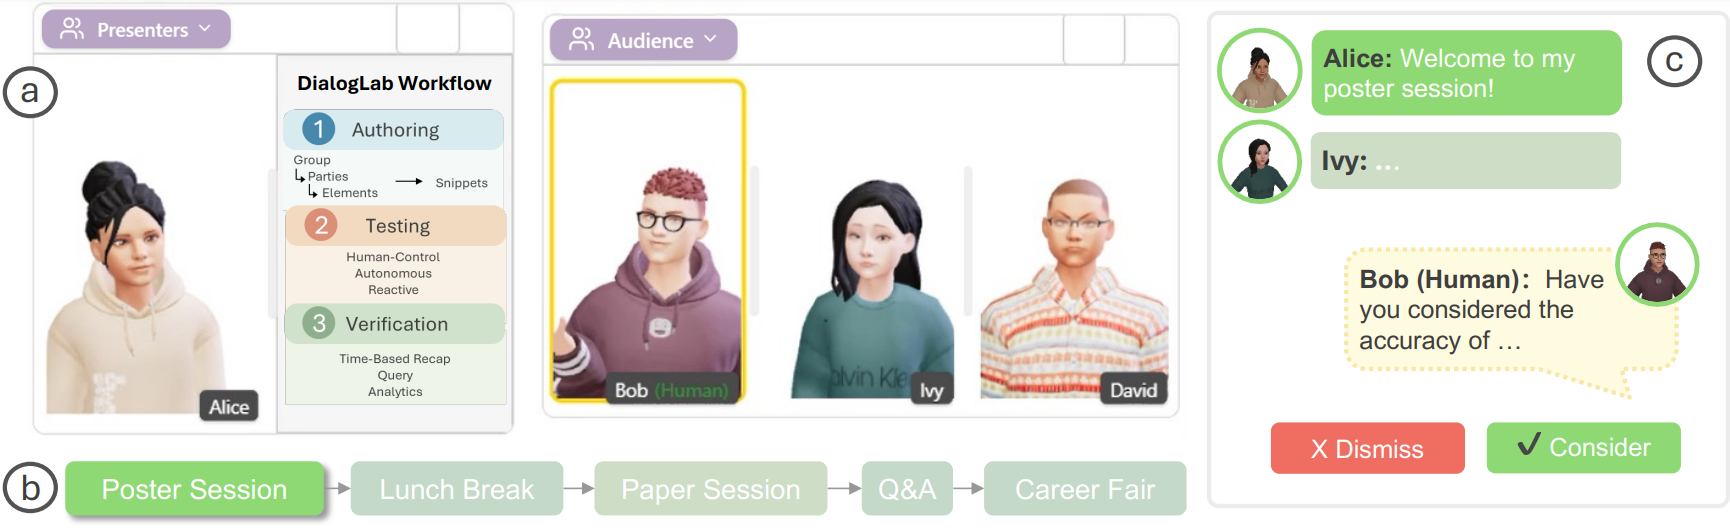 Presenters
a
DialogLab Workflow
1 Authoring
Group
Parties
Elements
Snippets
2 Testing
Human-Control
Autonomous
Reactive
3 Verification
Time-Based Recap
Query
Analytics
Alice
Audience
Bob (Human)
Ivy
David
alvin Kle
b
Poster Session
Lunch Break
Paper Session
Q&A
Career Fair
c
Alice: Welcome to my
poster session!
Ivy: ...
Bob (Human): Have
you considered the
accuracy of ...
X Dismiss
✓ Consider